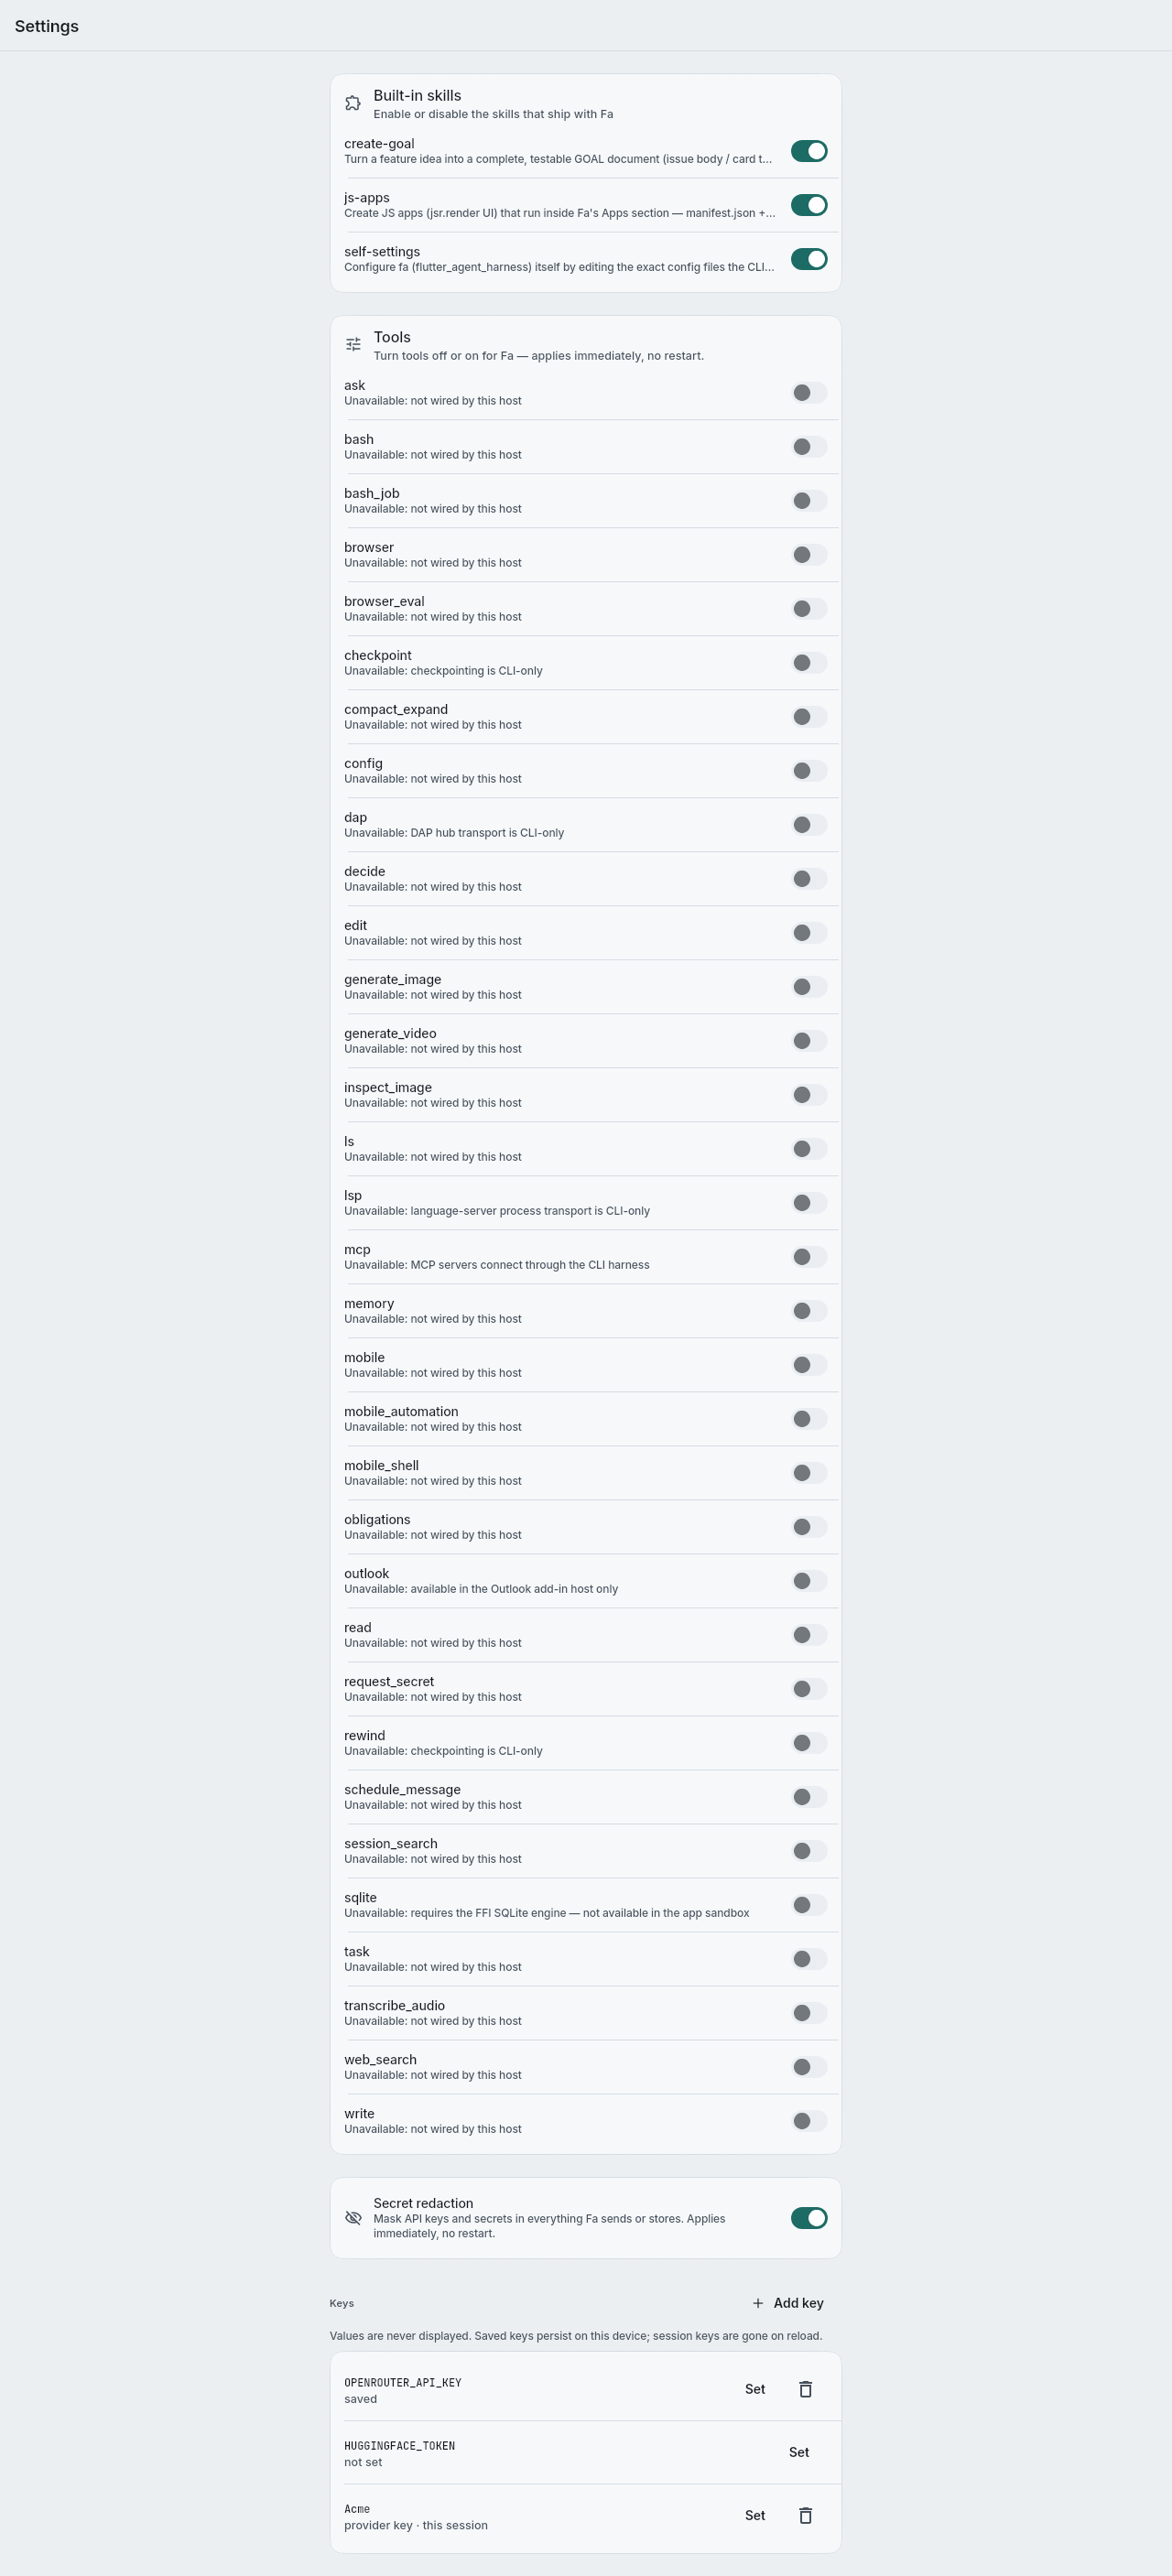 Settings
Built-in skills
Enable or disable the skills that ship with Fa
create-goal
Turn a feature idea into a complete, testable GOAL document (issue body / card t...
js-apps
Create JS apps (jsr.render UI) that run inside Fa's Apps section — manifest.json +...
self-settings
Configure fa (flutter_agent_harness) itself by editing the exact config files the CLI...
Tools
Turn tools off or on for Fa — applies immediately, no restart.
ask
Unavailable: not wired by this host
bash
Unavailable: not wired by this host
bash_job
Unavailable: not wired by this host
browser
Unavailable: not wired by this host
browser_eval
Unavailable: not wired by this host
checkpoint
Unavailable: checkpointing is CLI-only
compact_expand
Unavailable: not wired by this host
config
Unavailable: not wired by this host
dap
Unavailable: DAP hub transport is CLI-only
decide
Unavailable: not wired by this host
edit
Unavailable: not wired by this host
generate_image
Unavailable: not wired by this host
generate_video
Unavailable: not wired by this host
inspect_image
Unavailable: not wired by this host
ls
Unavailable: not wired by this host
lsp
Unavailable: language-server process transport is CLI-only
mcp
Unavailable: MCP servers connect through the CLI harness
memory
Unavailable: not wired by this host
mobile
Unavailable: not wired by this host
mobile_automation
Unavailable: not wired by this host
mobile_shell
Unavailable: not wired by this host
obligations
Unavailable: not wired by this host
outlook
Unavailable: available in the Outlook add-in host only
read
Unavailable: not wired by this host
request_secret
Unavailable: not wired by this host
rewind
Unavailable: checkpointing is CLI-only
schedule_message
Unavailable: not wired by this host
session_search
Unavailable: not wired by this host
sqlite
Unavailable: requires the FFI SQLite engine — not available in the app sandbox
task
Unavailable: not wired by this host
transcribe_audio
Unavailable: not wired by this host
web_search
Unavailable: not wired by this host
write
Unavailable: not wired by this host
Secret redaction
Mask API keys and secrets in everything Fa sends or stores. Applies
immediately, no restart.
Keys
Add key
Values are never displayed. Saved keys persist on this device; session keys are gone on reload.
OPENROUTER_API_KEY
saved
Set
HUGGINGFACE_TOKEN
not set
Set
Acme
provider key · this session
Set